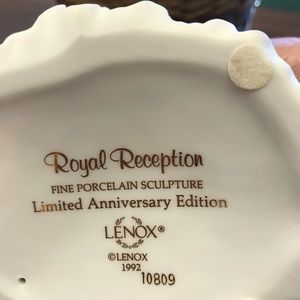 Royal Reception
FINE PORCELAIN SCULPTURE
Limited Anniversary Edition
LENOX®
©LENOX
1992
10809